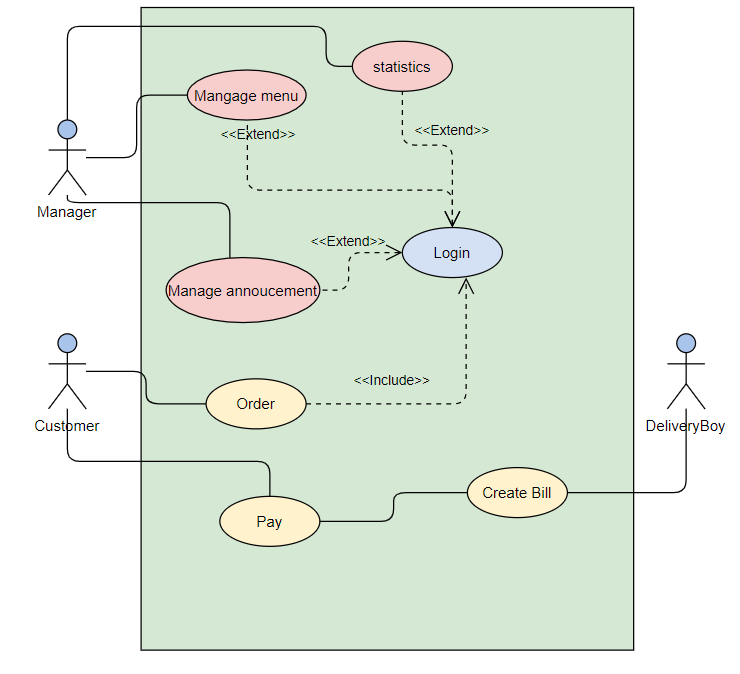 statistics
Mangage menu
<<Extend>>
<<Extend>>
Manager
<<Extend>>
Login
Manage annoucement
<<Include>>
Order
Customer
DeliveryBoy
Create Bill
Pay